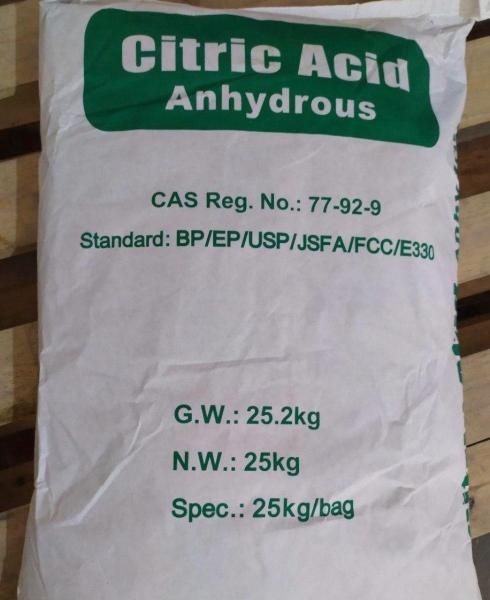 Citric Acid
Anhydrous
CAS Reg. No.: 77-92-9
Standard: BP/EP/USP/JSFA/FCC/E330
G.W.: 25.2kg
N.W.: 25kg
Spec.: 25kg/bag